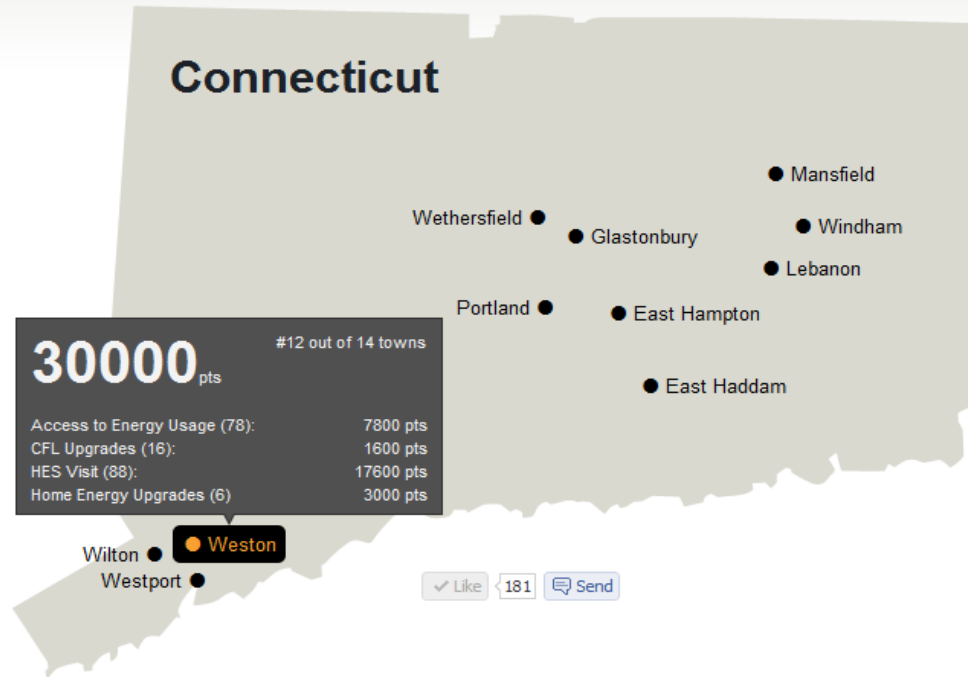 Connecticut
Mansfield
Wethersfield
Windham
Glastonbury
Lebanon
Portland
East Hampton
#12 out of 14 towns
30000 pts
East Haddam
Access to Energy Usage (78): 7800 pts
CFL Upgrades (16): 1600 pts
HES Visit (88): 17600 pts
Home Energy Upgrades (6) 3000 pts
Weston
Wilton
Westport
Like 181 Send